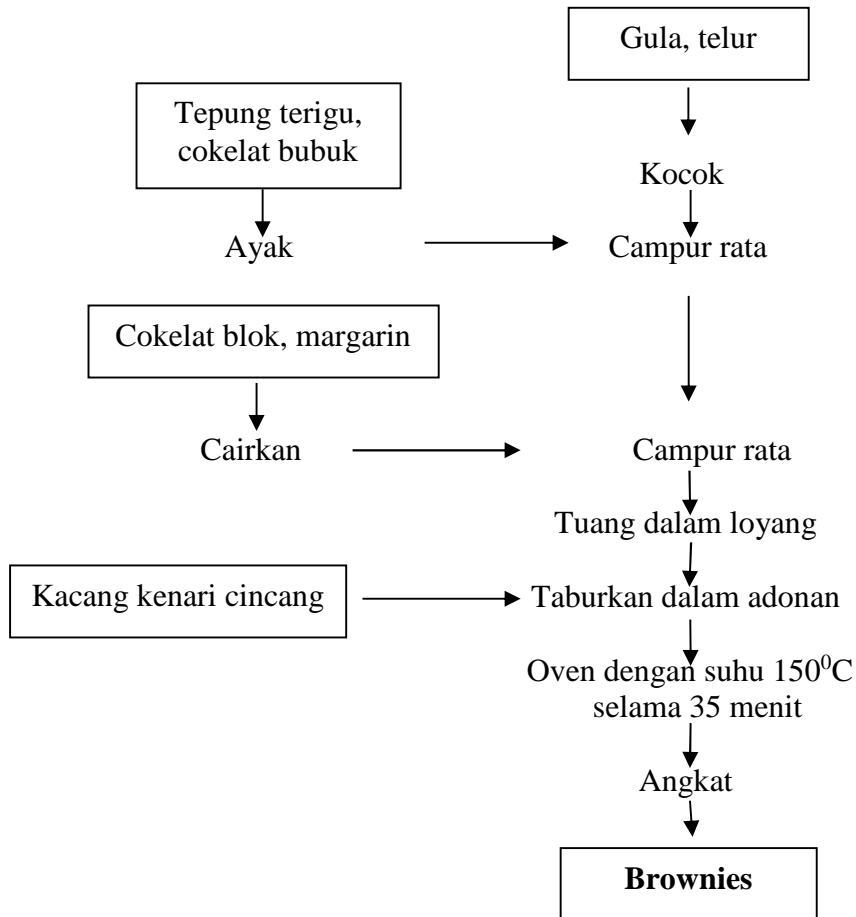 Gula, telur
Tepung terigu,
cokelat bubuk
Kocok
Ayak
Campur rata
Cokelat blok, margarin
Cairkan
Campur rata
Tuang dalam loyang
Kacang kenari cincang
Taburkan dalam adonan
Oven dengan suhu 150⁰C
selama 35 menit
Angkat
Brownies